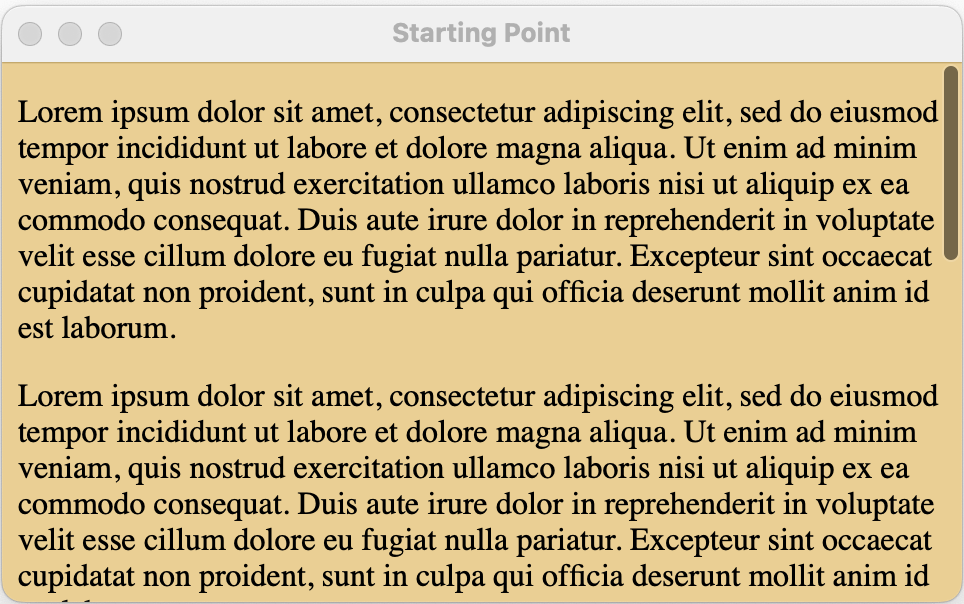 Starting Point
Lorem ipsum dolor sit amet, consectetur adipiscing elit, sed do eiusmod
tempor incididunt ut labore et dolore magna aliqua. Ut enim ad minim
veniam, quis nostrud exercitation ullamco laboris nisi ut aliquip ex ea
commodo consequat. Duis aute irure dolor in reprehenderit in voluptate
velit esse cillum dolore eu fugiat nulla pariatur. Excepteur sint occaecat
cupidatat non proident, sunt in culpa qui officia deserunt mollit anim id
est laborum.
Lorem ipsum dolor sit amet, consectetur adipiscing elit, sed do eiusmod
tempor incididunt ut labore et dolore magna aliqua. Ut enim ad minim
veniam, quis nostrud exercitation ullamco laboris nisi ut aliquip ex ea
commodo consequat. Duis aute irure dolor in reprehenderit in voluptate
velit esse cillum dolore eu fugiat nulla pariatur. Excepteur sint occaecat
cupidatat non proident, sunt in culpa qui officia deserunt mollit anim id